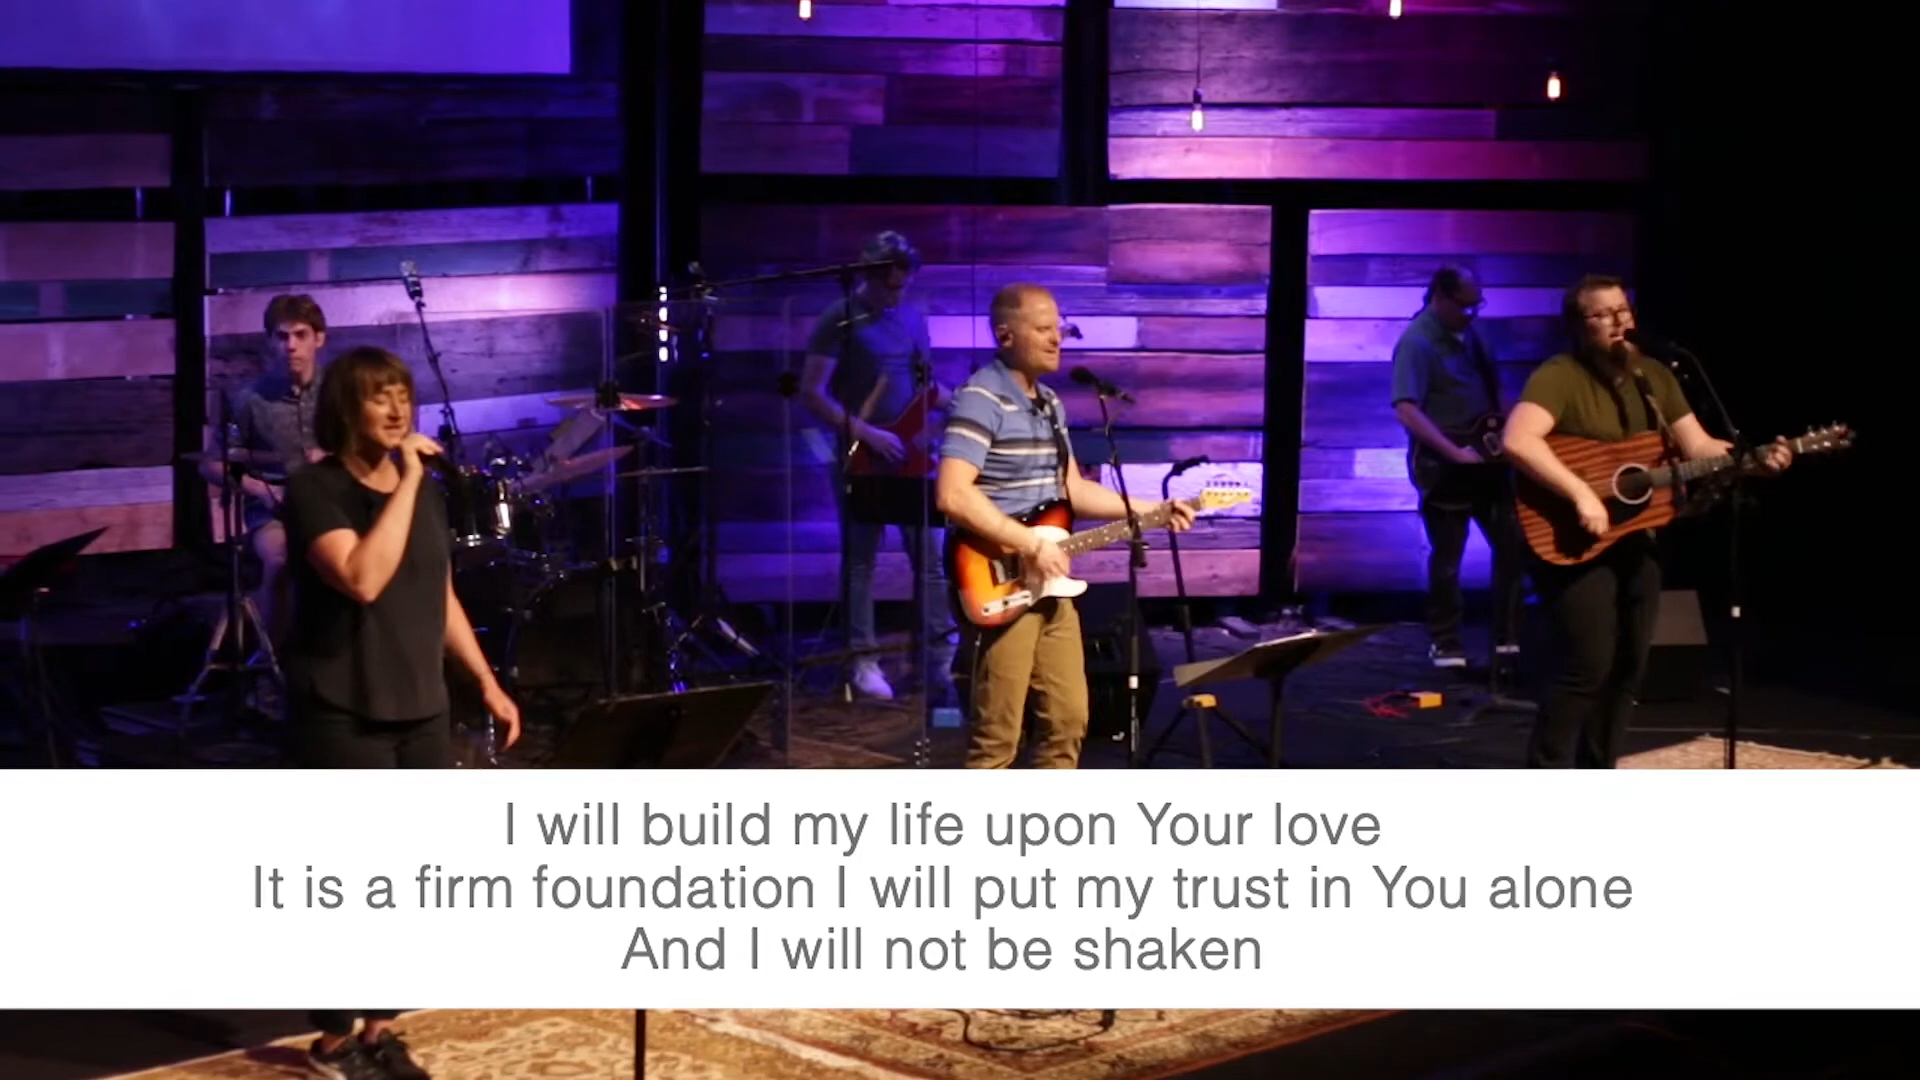 I will build my life upon Your love
It is a firm foundation I will put my trust in You alone
And I will not be shaken